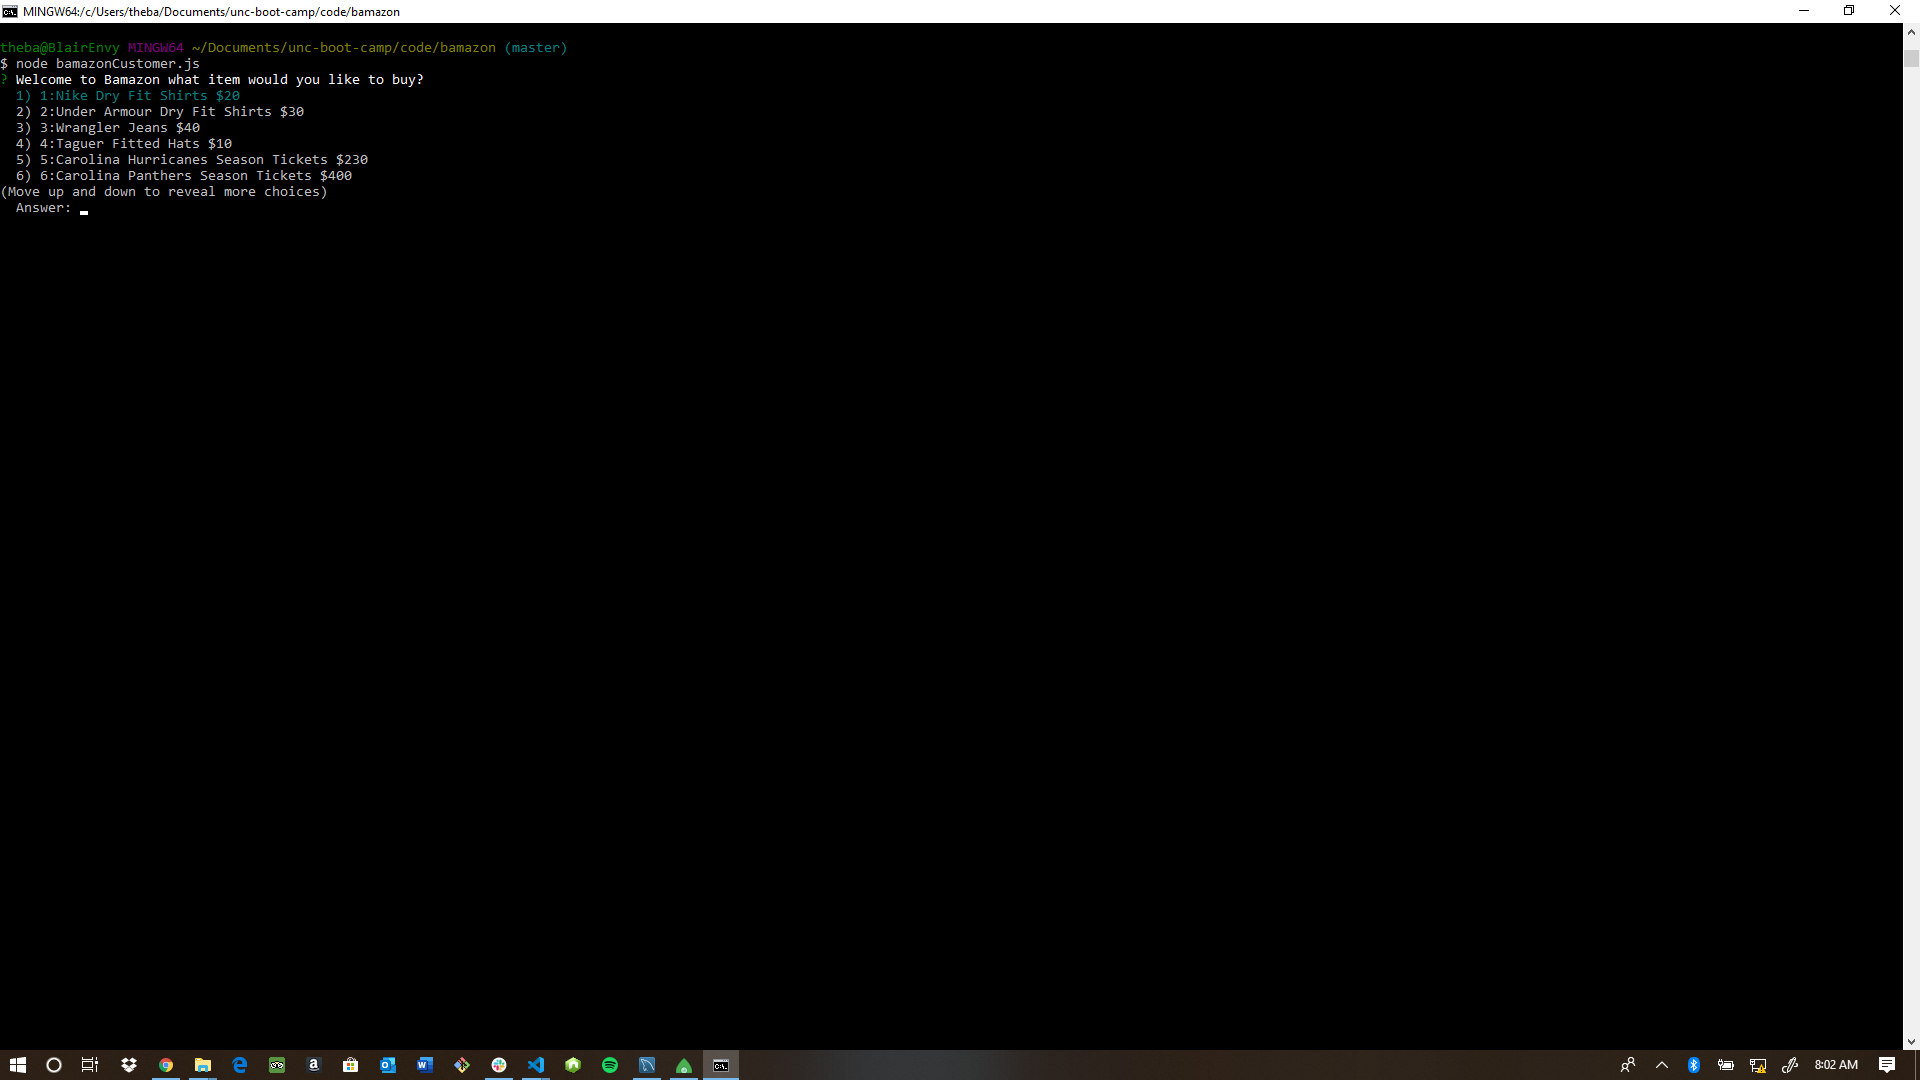 MINGW64:/c/Users/theba/Documents/unc-boot-camp/code/bamazon
theba@BlairEnvy MINGW64 ~/Documents/unc-boot-camp/code/bamazon (master)
$ node bamazonCustomer.js
? Welcome to Bamazon what item would you like to buy?
1) 1:Nike Dry Fit Shirts $20
2) 2:Under Armour Dry Fit Shirts $30
3) 3:Wrangler Jeans $40
4) 4:Taguer Fitted Hats $10
5) 5:Carolina Hurricanes Season Tickets $230
6) 6:Carolina Panthers Season Tickets $400
(Move up and down to reveal more choices)
Answer:
8:02 AM